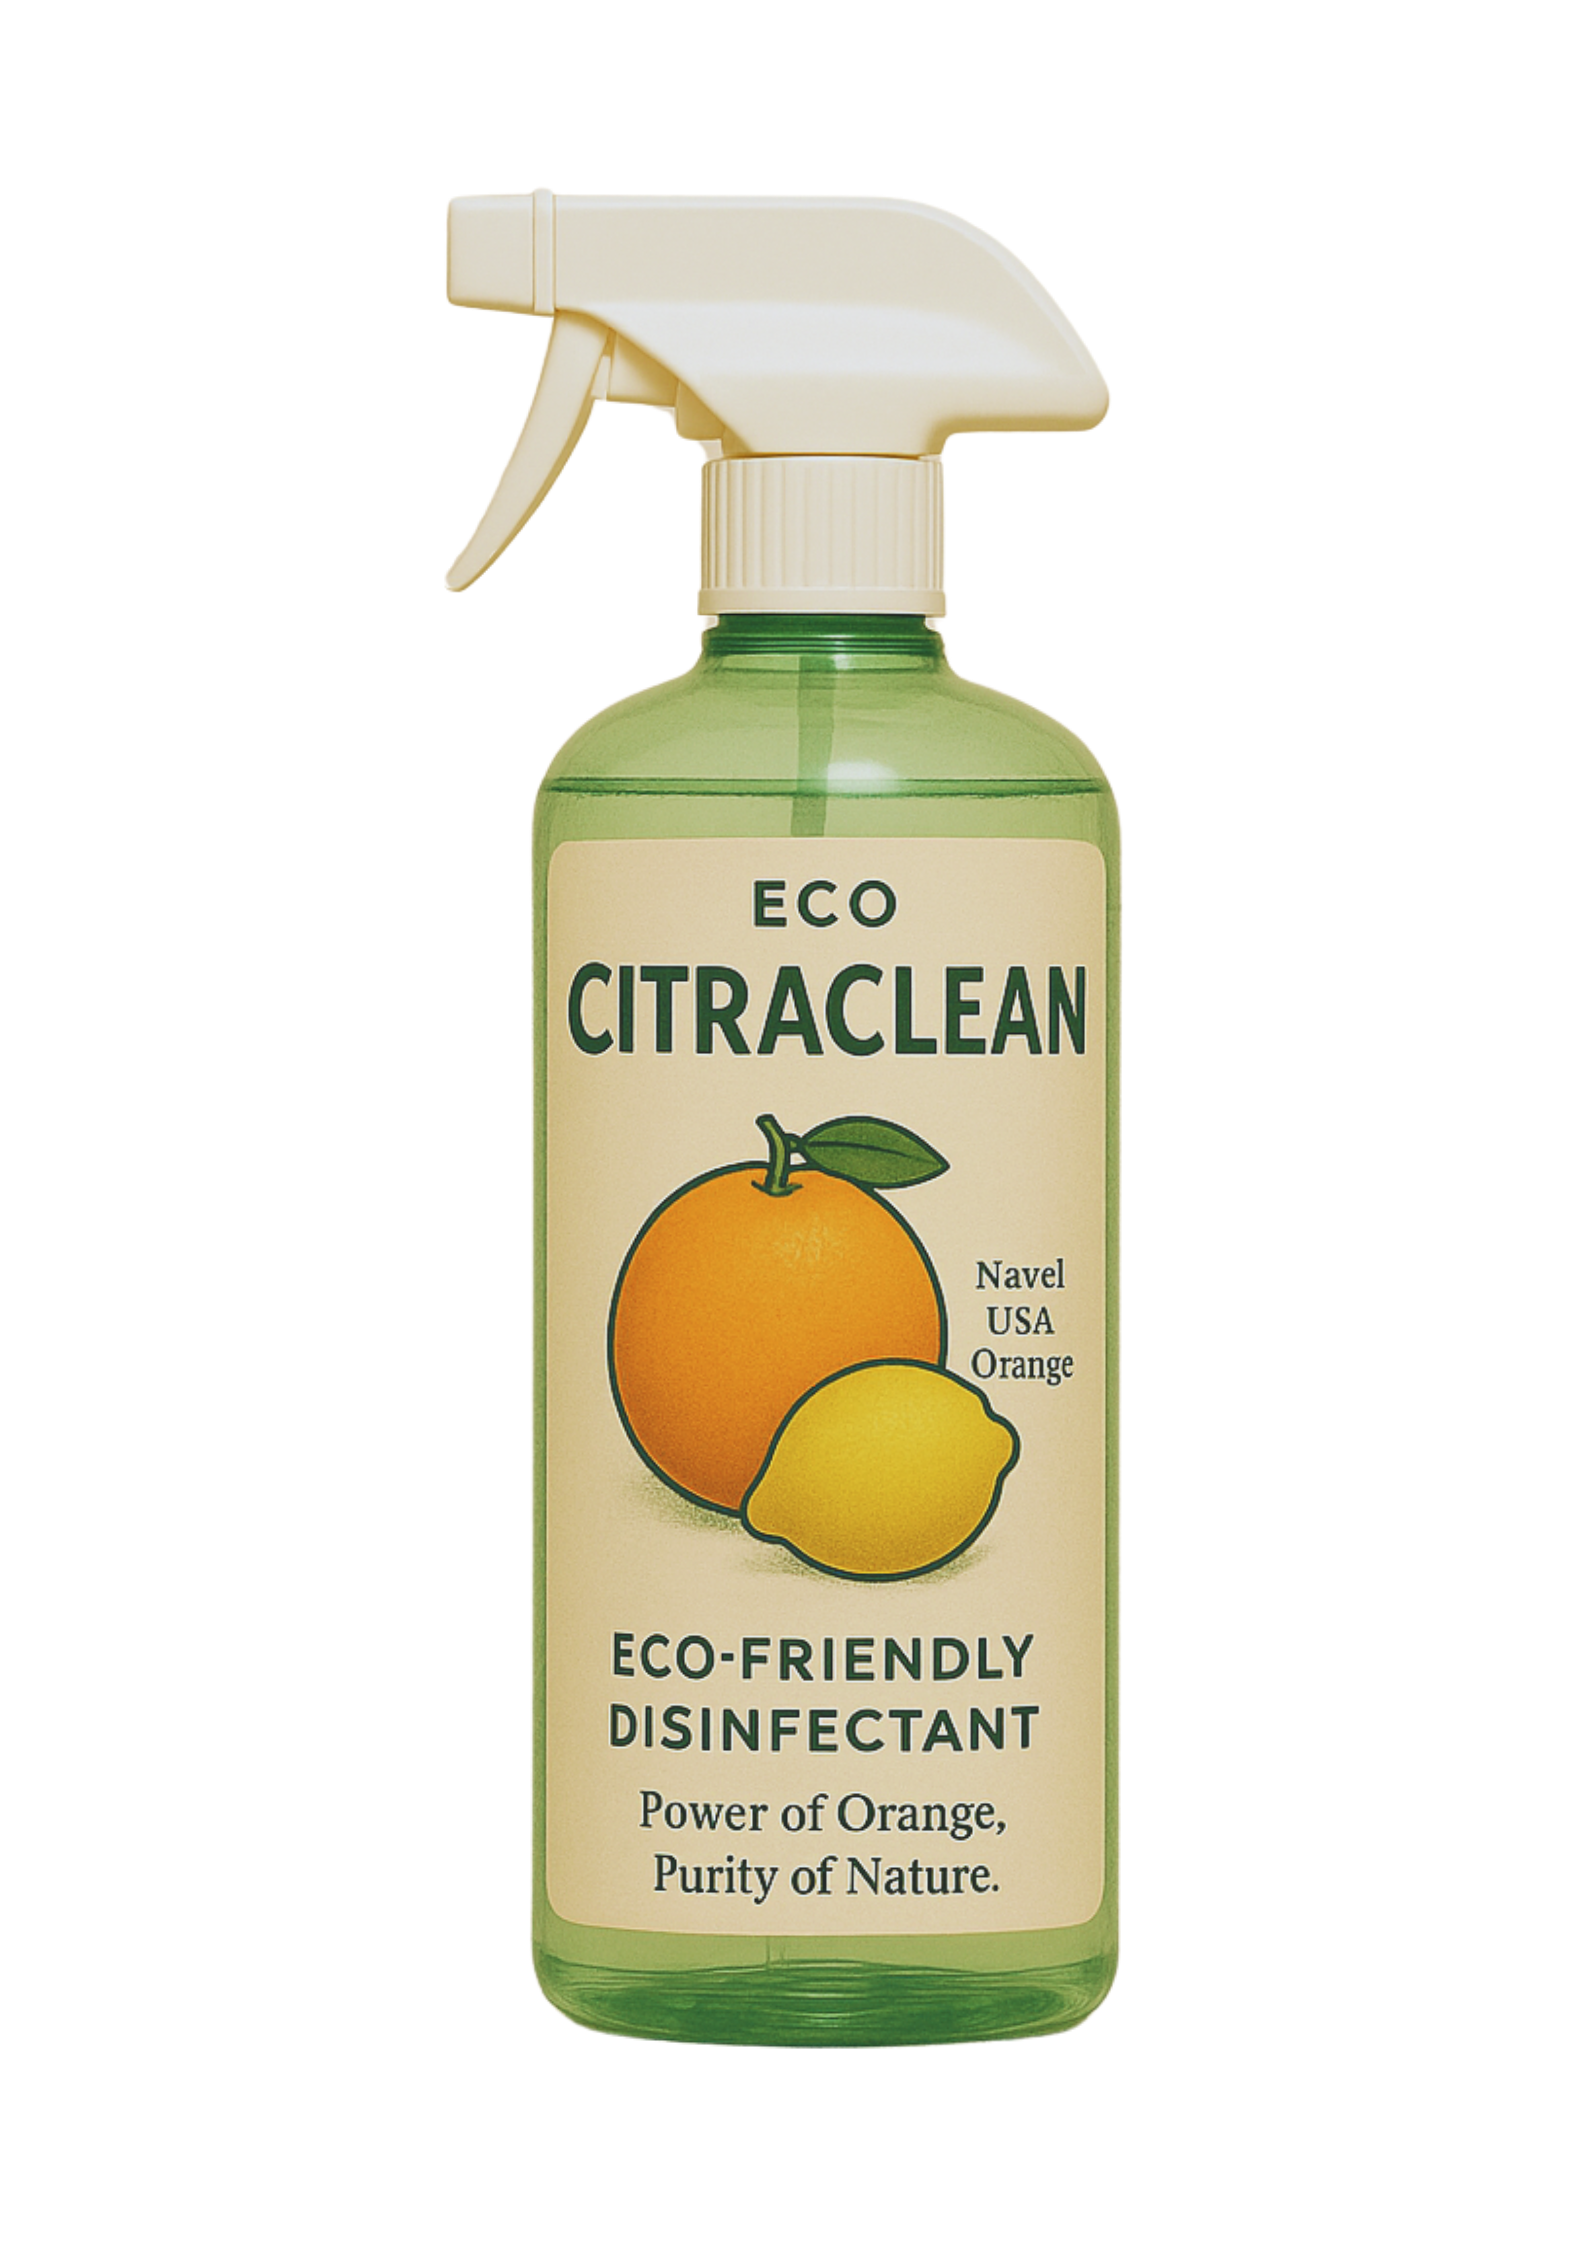 ECO
CITRACLEAN
Navel
USA
Orange
ECO-FRIENDLY
DISINFECTANT
Power of Orange,
Purity of Nature.